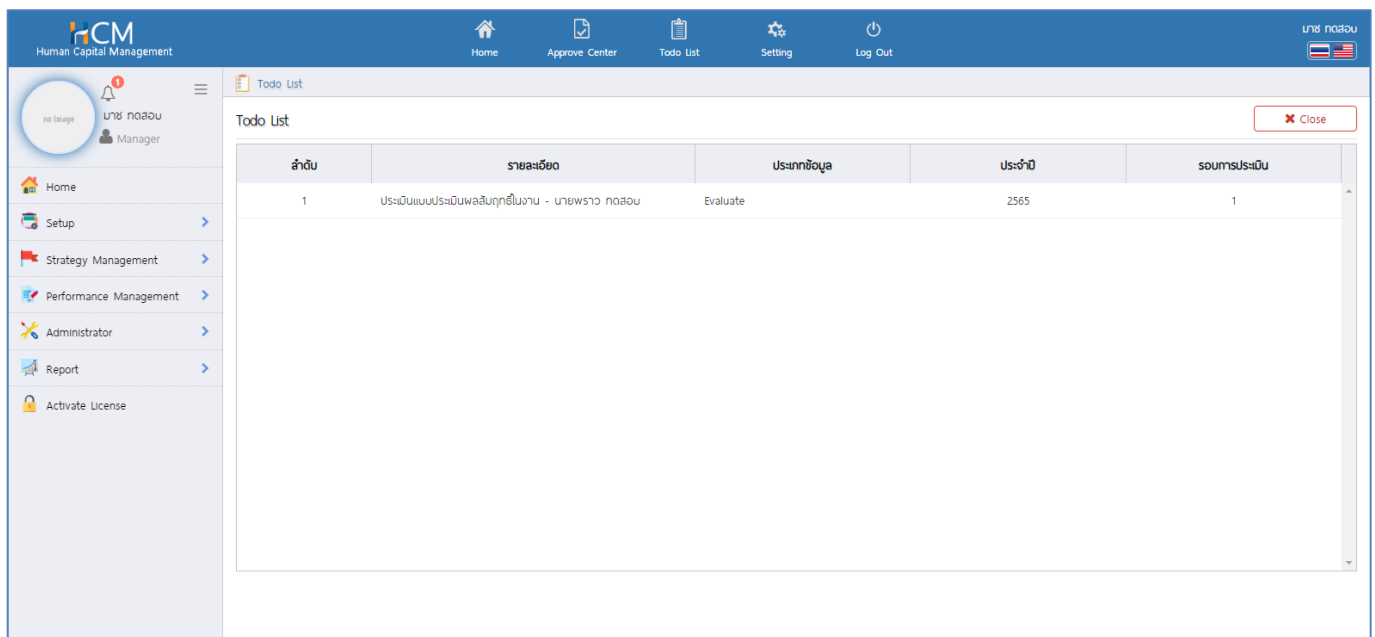 HCM
Human Capital Management
Home
Approve Center
Todo List
Setting
Log Out
มาช ทดสอบ
1
no Image
มาช ทดสอบ
Manager
Home
Setup
Strategy Management
Performance Management
Administrator
Report
Activate License
Todo List
Todo List
Close
ลำดับ รายละเอียด ประเภทข้อมูล ประจำปี รอบการประเมิน
1 ประเมินแบบประเมินผลสัมฤทธิ์ในงาน - นายพราว ทดสอบ Evaluate 2565 1